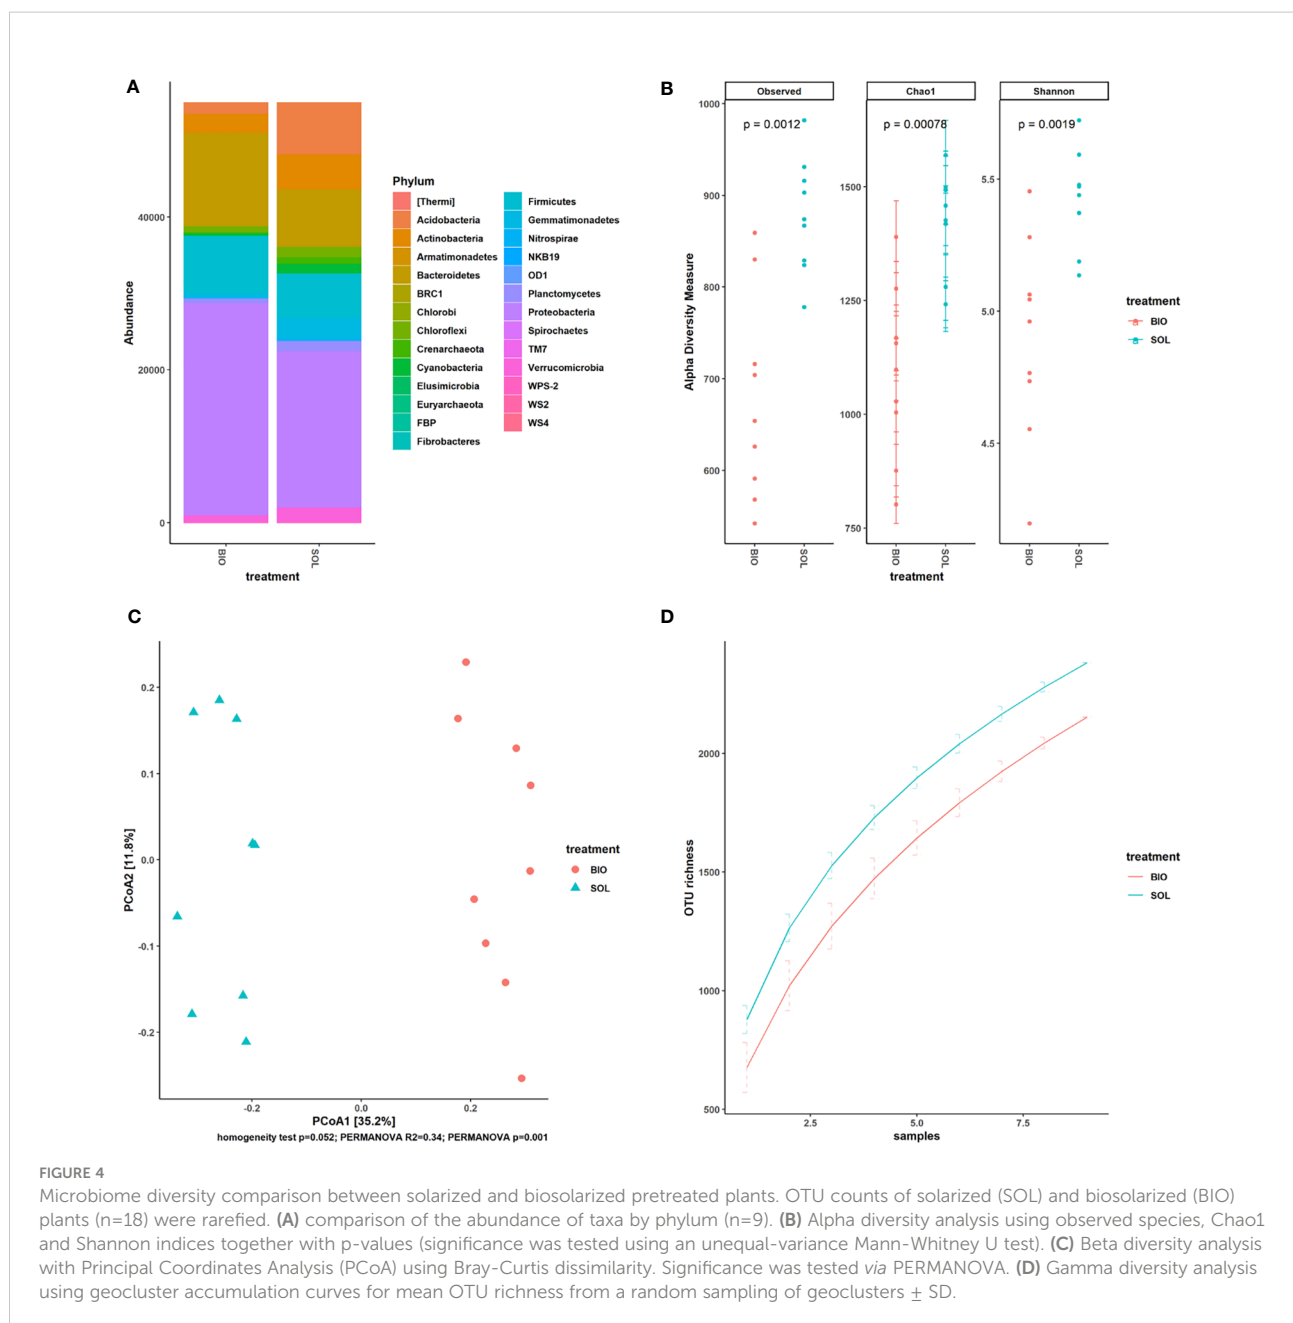 A
Abundance
40000
20000
0
BIO
SOL
treatment
Phylum
[Thermi]
Acidobacteria
Actinobacteria
Armatimonadetes
Bacteroidetes
BRC1
Chlorobi
Chloroflexi
Crenarchaeota
Cyanobacteria
Elusimicrobia
Euryarchaeota
FBP
Fibrobacteres
Firmicutes
Gemmatimonadetes
Nitrospirae
NKB19
OD1
Planctomycetes
Proteobacteria
Spirochaetes
TM7
Verrucomicrobia
WPS-2
WS2
WS4
B
Alpha Diversity Measure
Observed
p = 0.0012
1000
900
800
700
600
BIO
SOL
Chao1
p = 0.00078
1500
1250
1000
750
BIO
SOL
Shannon
p = 0.0019
5.5
5.0
4.5
BIO
SOL
treatment
treatment
BIO
SOL
C
PCoA2 [11.8%]
0.2
0.1
0.0
-0.1
-0.2
-0.2
0.0
0.2
PCoA1 [35.2%]
homogeneity test p=0.052; PERMANOVA R2=0.34; PERMANOVA p=0.001
treatment
BIO
SOL
D
OTU richness
2000
1500
1000
500
2.5
5.0
7.5
samples
treatment
BIO
SOL
FIGURE 4
Microbiome diversity comparison between solarized and biosolarized pretreated plants. OTU counts of solarized (SOL) and biosolarized (BIO)
plants (n=18) were rarefied. (A) comparison of the abundance of taxa by phylum (n=9). (B) Alpha diversity analysis using observed species, Chao1
and Shannon indices together with p-values (significance was tested using an unequal-variance Mann-Whitney U test). (C) Beta diversity analysis
with Principal Coordinates Analysis (PCoA) using Bray-Curtis dissimilarity. Significance was tested via PERMANOVA. (D) Gamma diversity analysis
using geocluster accumulation curves for mean OTU richness from a random sampling of geoclusters ± SD.